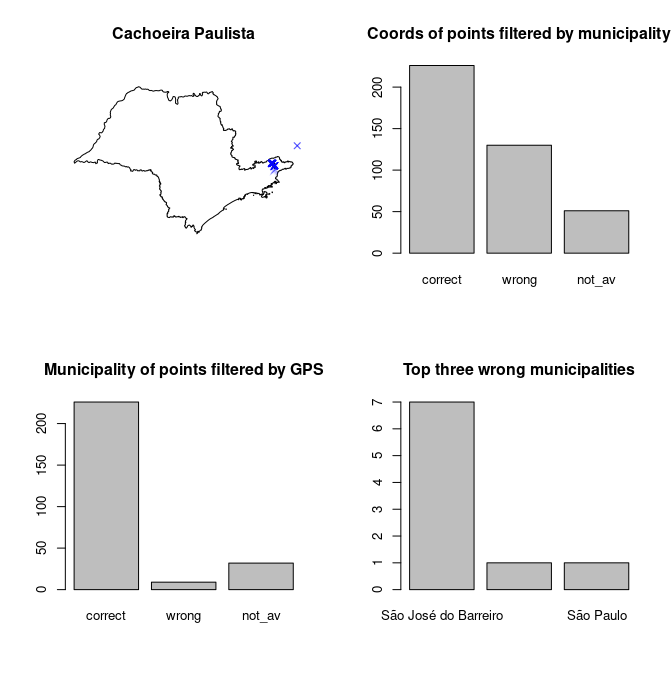 Cachoeira Paulista
Coords of points filtered by municipality
200
150
100
50
0
correct wrong not_av
Municipality of points filtered by GPS
200
150
100
50
0
correct wrong not_av
Top three wrong municipalities
7
6
5
4
3
2
1
0
São José do Barreiro São Paulo